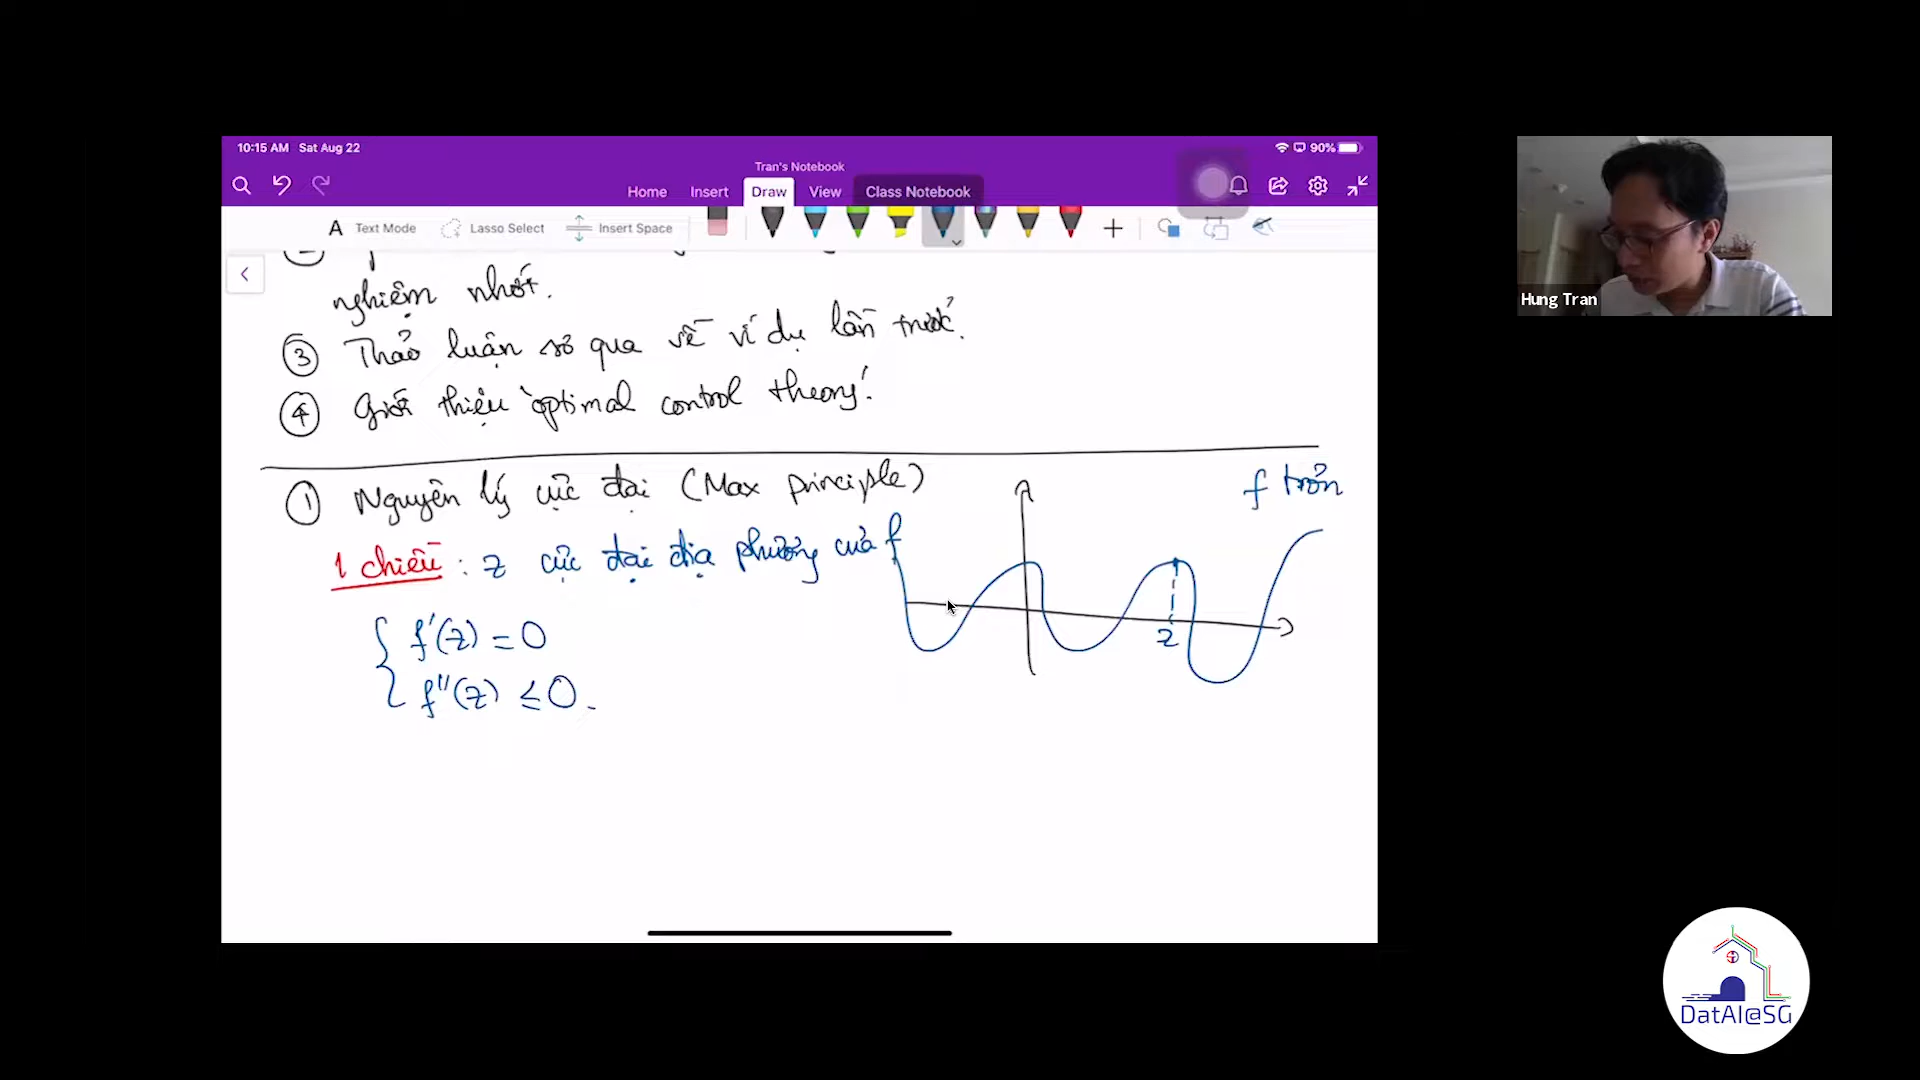 10:15 AM Sat Aug 22
90%
Tran's Notebook
Home Insert Draw View Class Notebook
A Text Mode Lasso Select Insert Space
②
nghiệm nhớt.
③ Thảo luận sơ qua về ví dụ lần trước.
④ Giới thiệu "optimal control theory".
① Nguyên lý cực đại (Max principle)
f trơn
1 chiều : z cực đại địa phương của f
f'(z) = 0
z
f''(z) ≤ 0.
Hung Tran
DatAI@SG